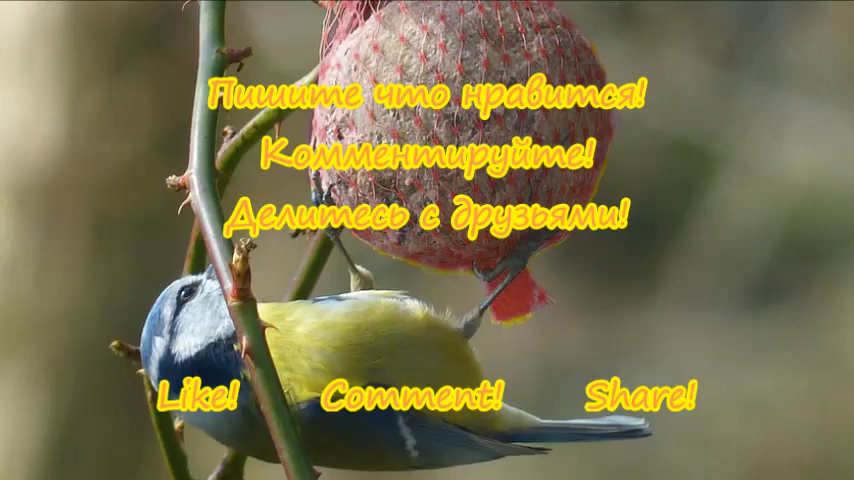 Пишите что нравится!
Комментируйте!
Делитесь с друзьями!
Like! Comment! Share!